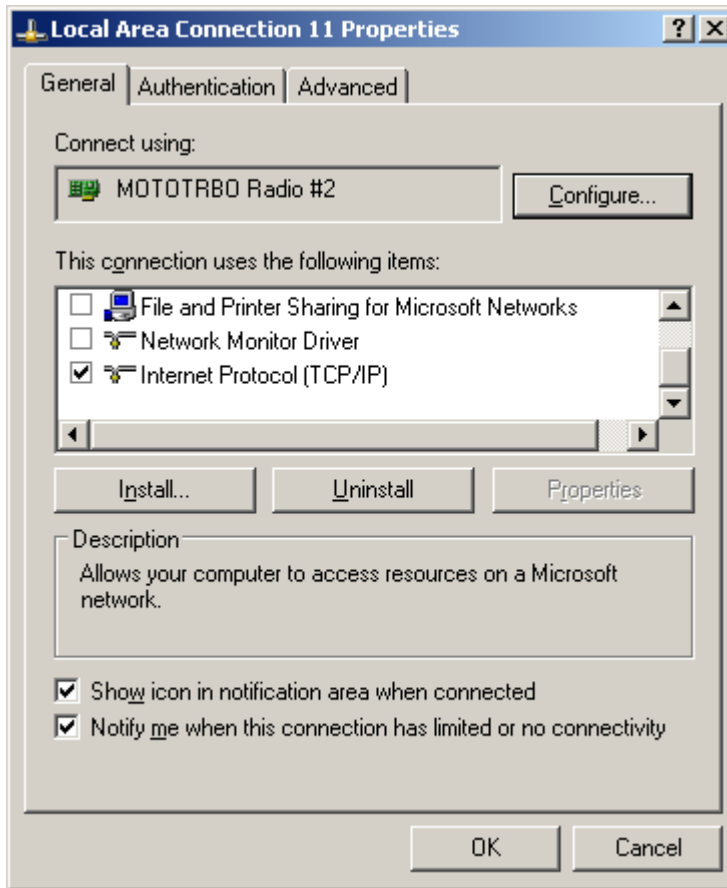 Local Area Connection 11 Properties
General
Authentication
Advanced
Connect using:
MOTOTRBO Radio #2
Configure...
This connection uses the following items:
File and Printer Sharing for Microsoft Networks
Network Monitor Driver
Internet Protocol (TCP/IP)
Install...
Uninstall
Properties
Description
Allows your computer to access resources on a Microsoft
network.
Show icon in notification area when connected
Notify me when this connection has limited or no connectivity
OK
Cancel